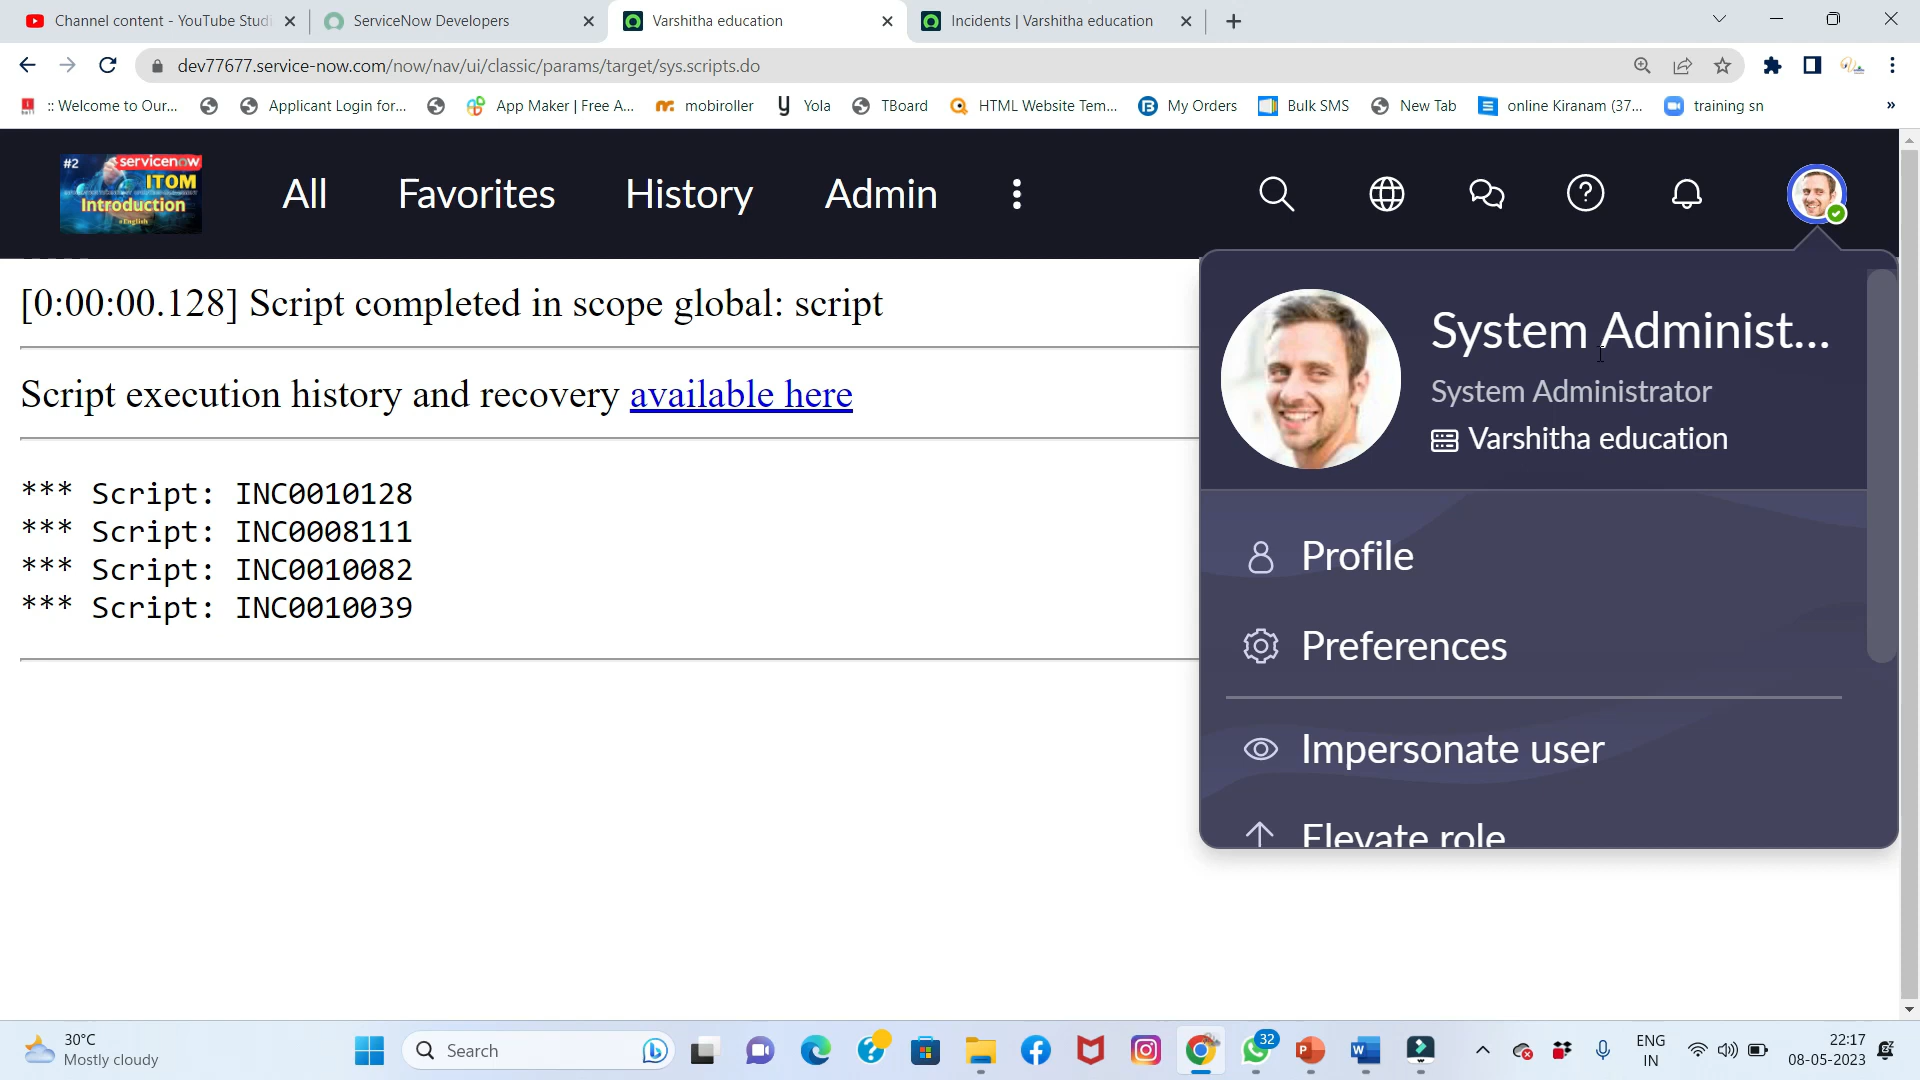 Channel content - YouTube Studi
ServiceNow Developers
Varshitha education
Incidents | Varshitha education
dev77677.service-now.com/now/nav/ui/classic/params/target/sys.scripts.do
:: Welcome to Our...
Applicant Login for...
App Maker | Free A...
mobiroller
Yola
TBoard
HTML Website Tem...
My Orders
Bulk SMS
New Tab
online Kiranam (37...
training sn
»
#2 servicenow
ITOM
Introduction
#English
All
Favorites
History
Admin
[0:00:00.128] Script completed in scope global: script
Script execution history and recovery available here
*** Script: INC0010128
*** Script: INC0008111
*** Script: INC0010082
*** Script: INC0010039
System Administ...
System Administrator
Varshitha education
Profile
Preferences
Impersonate user
Elevate role
30°C
Mostly cloudy
Search
32
ENG
IN
22:17
08-05-2023